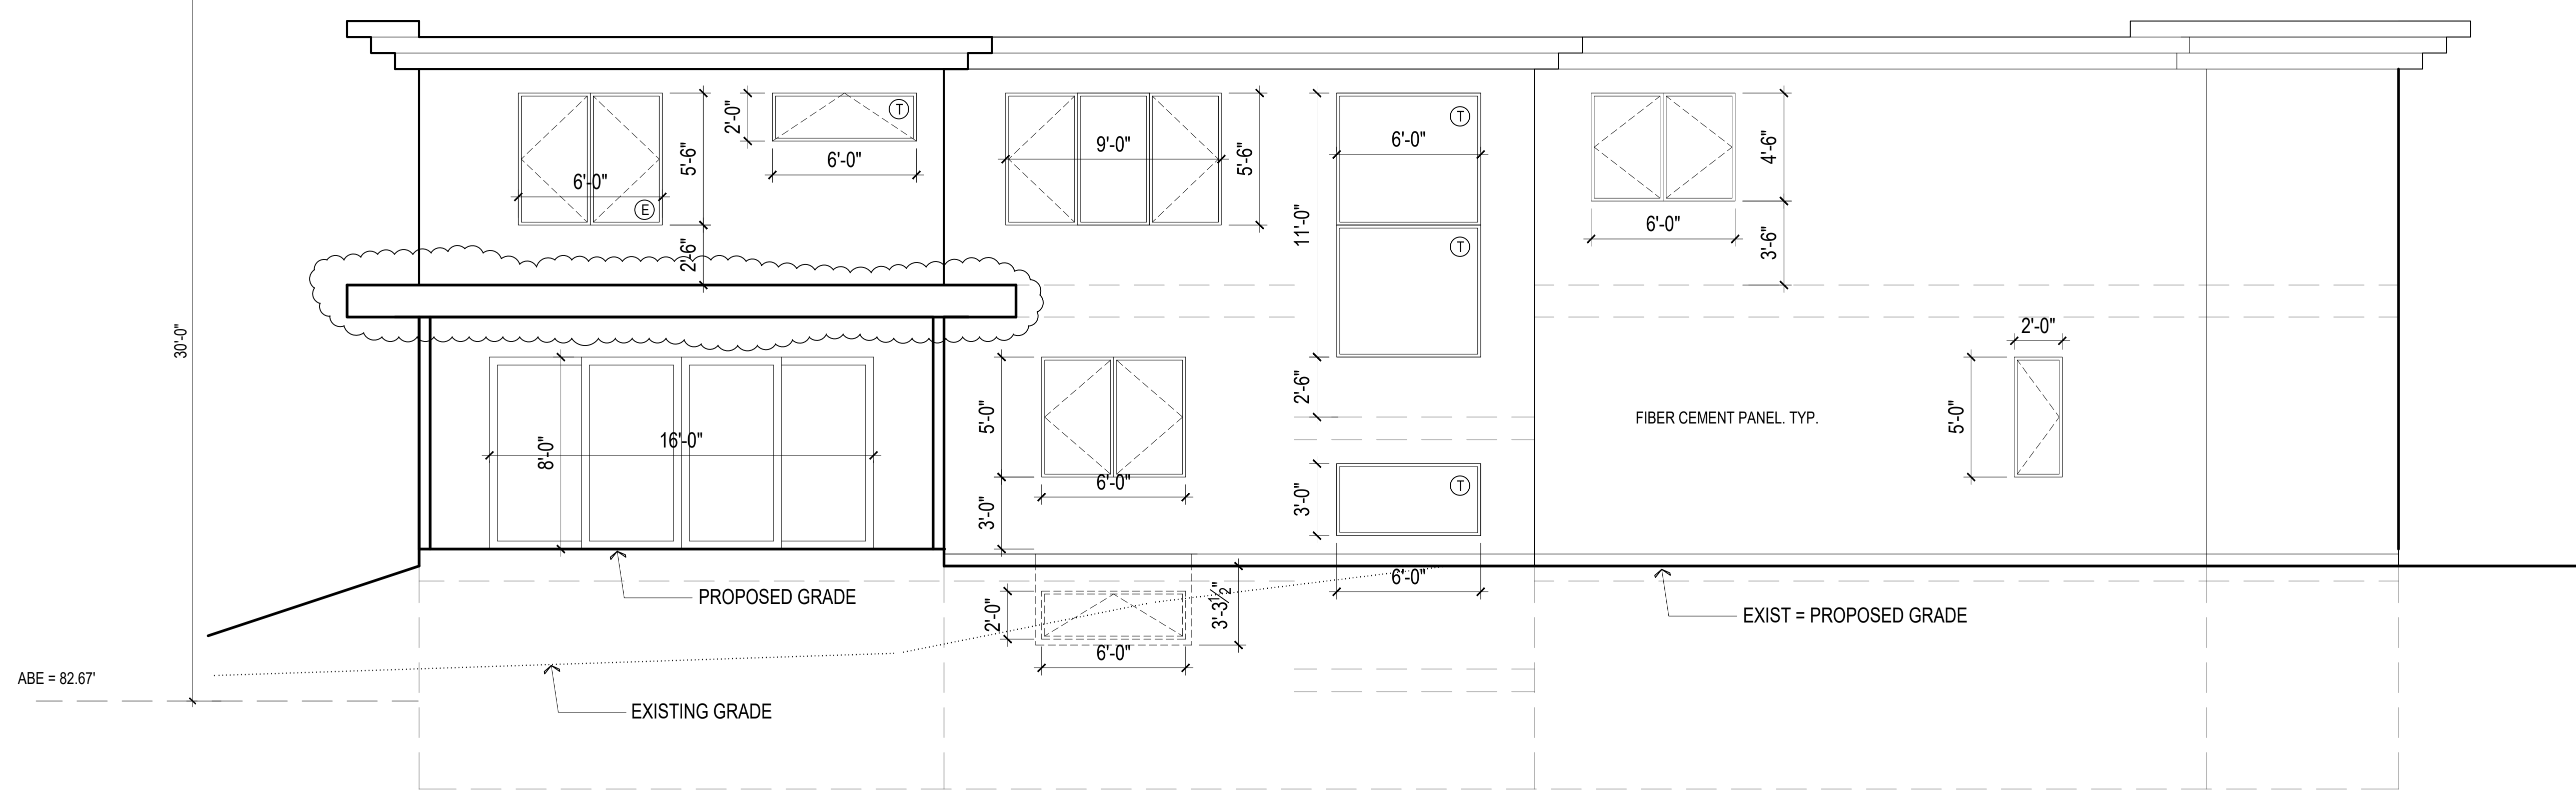 2'-0"
T
5'-6"
6'-0"
6'-0"
E
2'-6"
9'-0"
5'-6"
6'-0"
T
11'-0"
T
4'-6"
6'-0"
3'-6"
30'-0"
2'-0"
2'-6"
5'-0"
FIBER CEMENT PANEL. TYP.
5'-0"
16'-0"
8'-0"
6'-0"
3'-0"
3'-0"
T
6'-0"
PROPOSED GRADE
2'-0"
3'-3½"
EXIST = PROPOSED GRADE
6'-0"
ABE = 82.67'
EXISTING GRADE